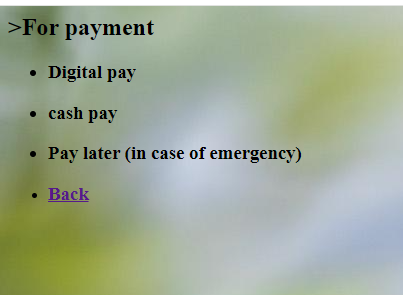 >For payment
Digital pay
cash pay
Pay later (in case of emergency)
Back